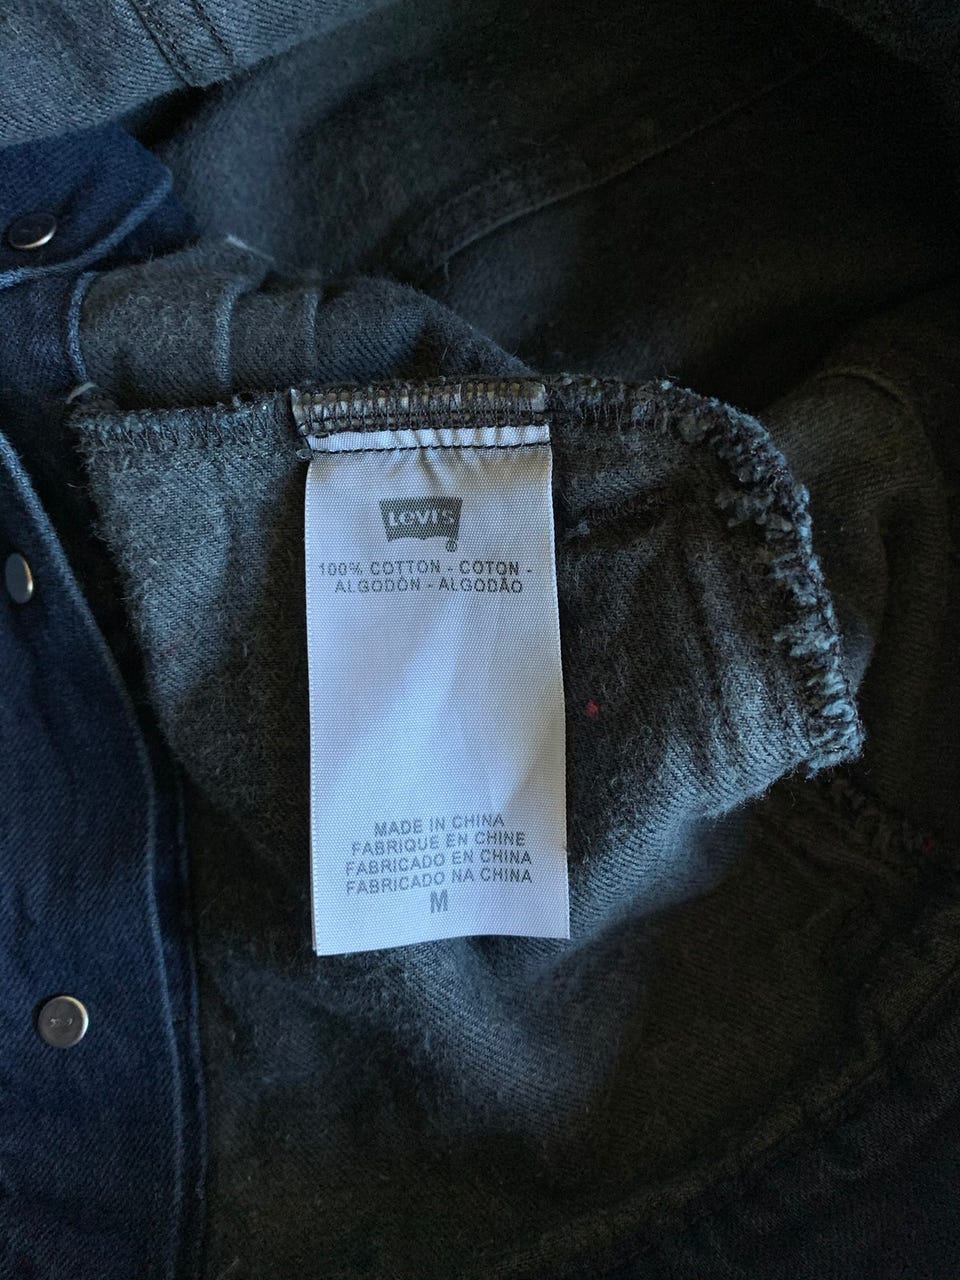 Levi's
®
100% COTTON - COTON -
ALGODÓN - ALGODÃO
MADE IN CHINA
FABRIQUE EN CHINE
FABRICADO EN CHINA
FABRICADO NA CHINA
M